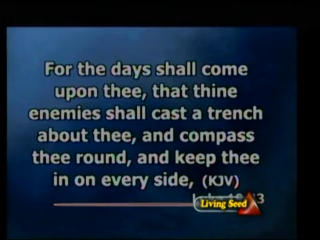 For the days shall come
upon thee, that thine
enemies shall cast a trench
about thee, and compass
thee round, and keep thee
in on every side, (KJV)
Living Seed